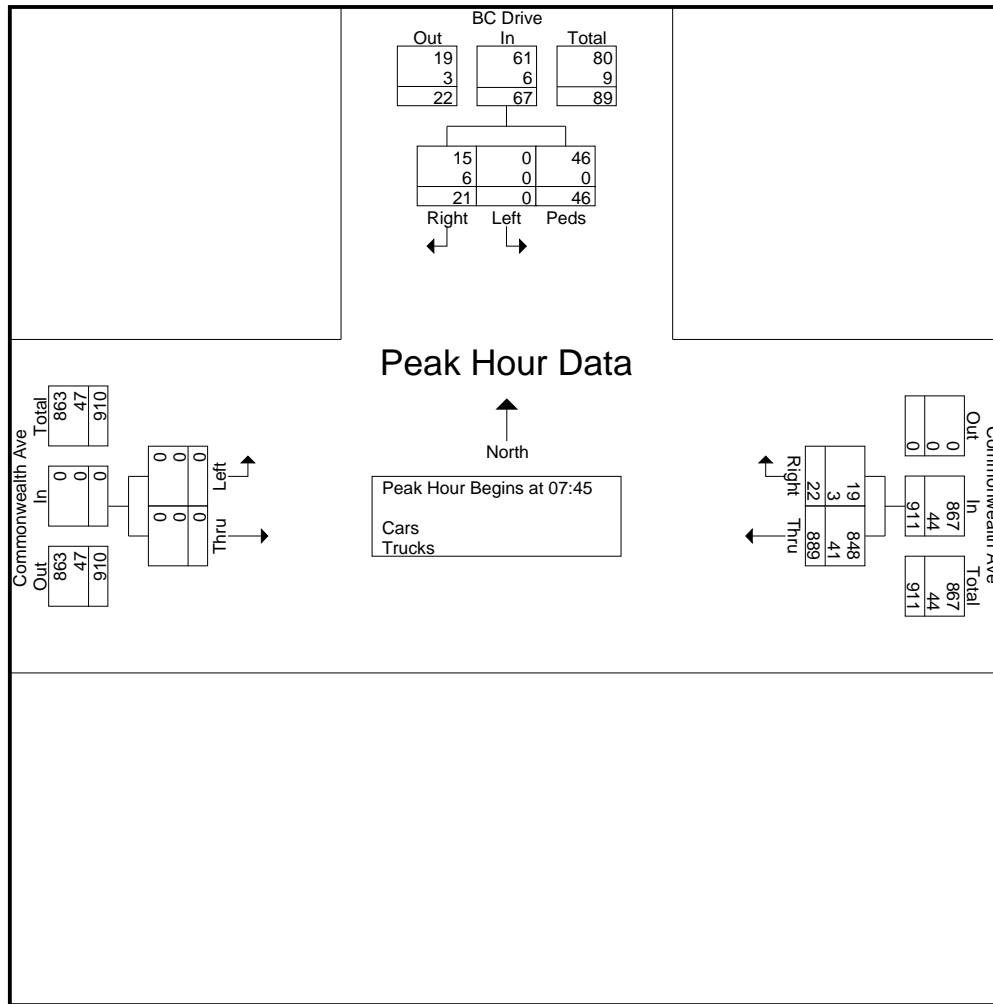 BC Drive
Out In Total
19 61 80
3 6 9
22 67 89
15 0 46
6 0 0
21 0 46
Right Left Peds
Peak Hour Data
North
Peak Hour Begins at 07:45
Cars
Trucks
Commonwealth Ave
Total In Out
863 0 863
47 0 47
910 0 910
Left Thru
0 0
0 0
0 0
Commonwealth Ave
Out In Total
0 867 867
0 44 44
0 911 911
Right Thru
19 848
3 41
22 889